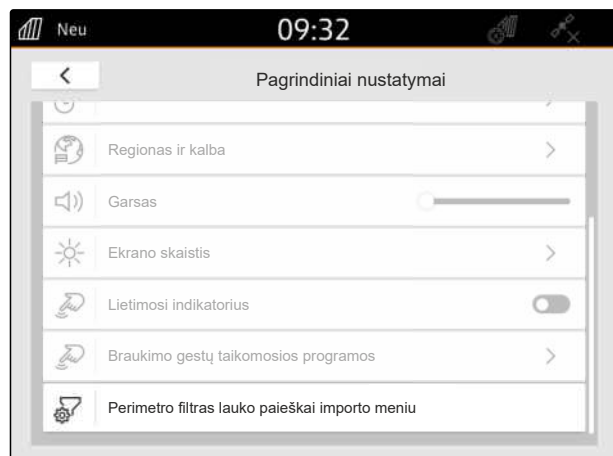 Neu
09:32
Pagrindiniai nustatymai
Regionas ir kalba
Garsas
Ekrano skaistis
Lietimosi indikatorius
Braukimo gestų taikomosios programos
Perimetro filtras lauko paieškai importo meniu